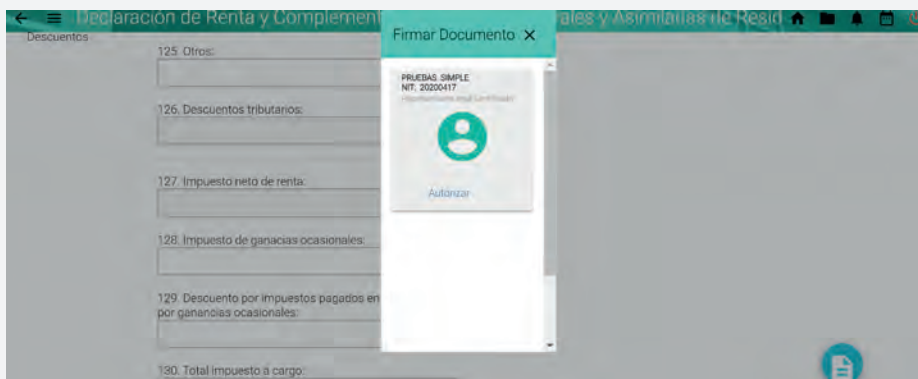 Declaración de Renta y Complement
rales y Asimiladas de Resid
Descuentos
Firmar Documento X
125. Otros:
PRUEBAS SIMPLE
NIT. 20200417
126. Descuentos tributarios:
Autorizar
127. Impuesto neto de renta:
128. Impuesto de ganacias ocasionales:
129. Descuento por impuestos pagados en
por ganancias ocasionales:
130. Total impuesto a cargo: